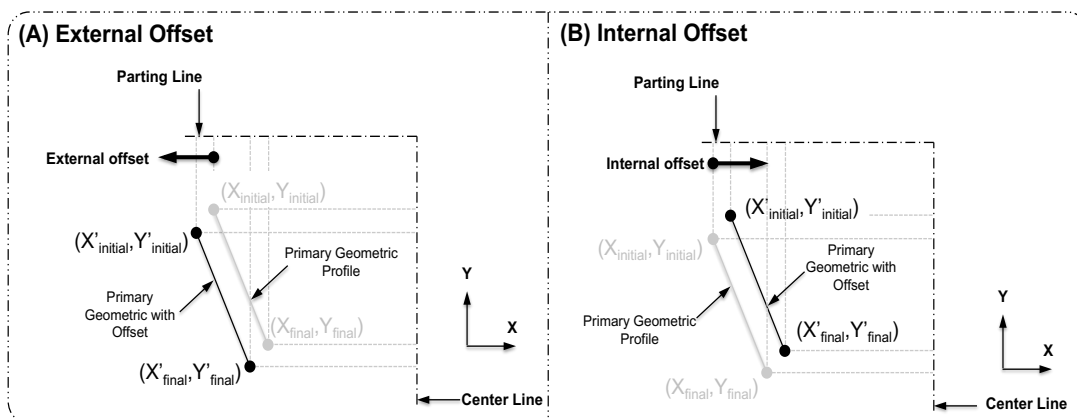 (A) External Offset
Parting Line
External offset
(Xinitial,Yinitial)
(X'initial,Y'initial)
Primary Geometric
Profile
Primary
Geometric with
Offset
(Xfinal,Yfinal)
(X'final,Y'final)
Y
X
Center Line
(B) Internal Offset
Parting Line
Internal offset
(X'initial,Y'initial)
(Xinitial,Yinitial)
Primary
Geometric with
Offset
Primary Geometric
Profile
(X'final,Y'final)
(Xfinal,Yfinal)
Y
X
Center Line